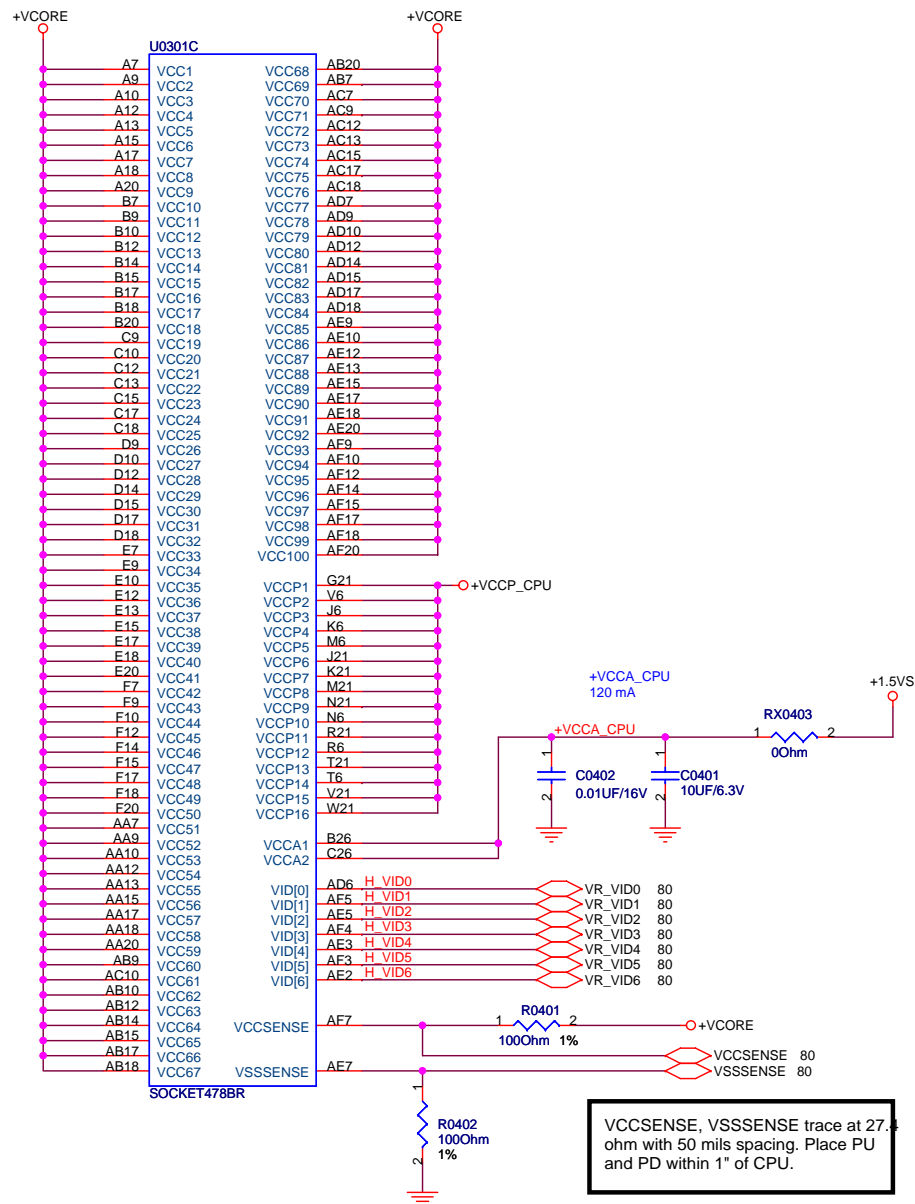 +VCORE +VCORE
U0301C
A7 VCC1 VCC68 AB20
A9 VCC2 VCC69 AB7
A10 VCC3 VCC70 AC7
A12 VCC4 VCC71 AC9
A13 VCC5 VCC72 AC12
A15 VCC6 VCC73 AC13
A17 VCC7 VCC74 AC15
A18 VCC8 VCC75 AC17
A20 VCC9 VCC76 AC18
B7 VCC10 VCC77 AD7
B9 VCC11 VCC78 AD9
B10 VCC12 VCC79 AD10
B12 VCC13 VCC80 AD12
B14 VCC14 VCC81 AD14
B15 VCC15 VCC82 AD15
B17 VCC16 VCC83 AD17
B18 VCC17 VCC84 AD18
B20 VCC18 VCC85 AE9
C9 VCC19 VCC86 AE10
C10 VCC20 VCC87 AE12
C12 VCC21 VCC88 AE13
C13 VCC22 VCC89 AE15
C15 VCC23 VCC90 AE17
C17 VCC24 VCC91 AE18
C18 VCC25 VCC92 AE20
D9 VCC26 VCC93 AF9
D10 VCC27 VCC94 AF10
D12 VCC28 VCC95 AF12
D14 VCC29 VCC96 AF14
D15 VCC30 VCC97 AF15
D17 VCC31 VCC98 AF17
D18 VCC32 VCC99 AF18
E7 VCC33 VCC100 AF20
E9 VCC34
E10 VCC35 VCCP1 G21 +VCCP_CPU
E12 VCC36 VCCP2 V6
E13 VCC37 VCCP3 J6
E15 VCC38 VCCP4 K6
E17 VCC39 VCCP5 M6
E18 VCC40 VCCP6 J21
E20 VCC41 VCCP7 K21
F7 VCC42 VCCP8 M21
F9 VCC43 VCCP9 N21
F10 VCC44 VCCP10 N6
F12 VCC45 VCCP11 R21
F14 VCC46 VCCP12 R6
F15 VCC47 VCCP13 T21
F17 VCC48 VCCP14 T6
F18 VCC49 VCCP15 V21
F20 VCC50 VCCP16 W21
AA7 VCC51
AA9 VCC52 VCCA1 B26
AA10 VCC53 VCCA2 C26
AA12 VCC54
AA13 VCC55 VID[0] AD6 H_VID0 VR_VID0 80
AA15 VCC56 VID[1] AF5 H_VID1 VR_VID1 80
AA17 VCC57 VID[2] AE5 H_VID2 VR_VID2 80
AA18 VCC58 VID[3] AF4 H_VID3 VR_VID3 80
AA20 VCC59 VID[4] AE3 H_VID4 VR_VID4 80
AB9 VCC60 VID[5] AF3 H_VID5 VR_VID5 80
AC10 VCC61 VID[6] AE2 H_VID6 VR_VID6 80
AB10 VCC62
AB12 VCC63
AB14 VCC64 VCCSENSE AF7
AB15 VCC65
AB17 VCC66
AB18 VCC67 VSSSENSE AE7
SOCKET478BR
+VCCA_CPU
120 mA
+1.5VS
RX0403
+VCCA_CPU 1 2
0Ohm
1 C0402 2
0.01UF/16V
1 C0401 2
10UF/6.3V
R0401
1 2 +VCORE
100Ohm 1%
VCCSENSE 80
VSSSENSE 80
1
R0402
100Ohm
1%
2
VCCSENSE, VSSSENSE trace at 27.4
ohm with 50 mils spacing. Place PU
and PD within 1" of CPU.